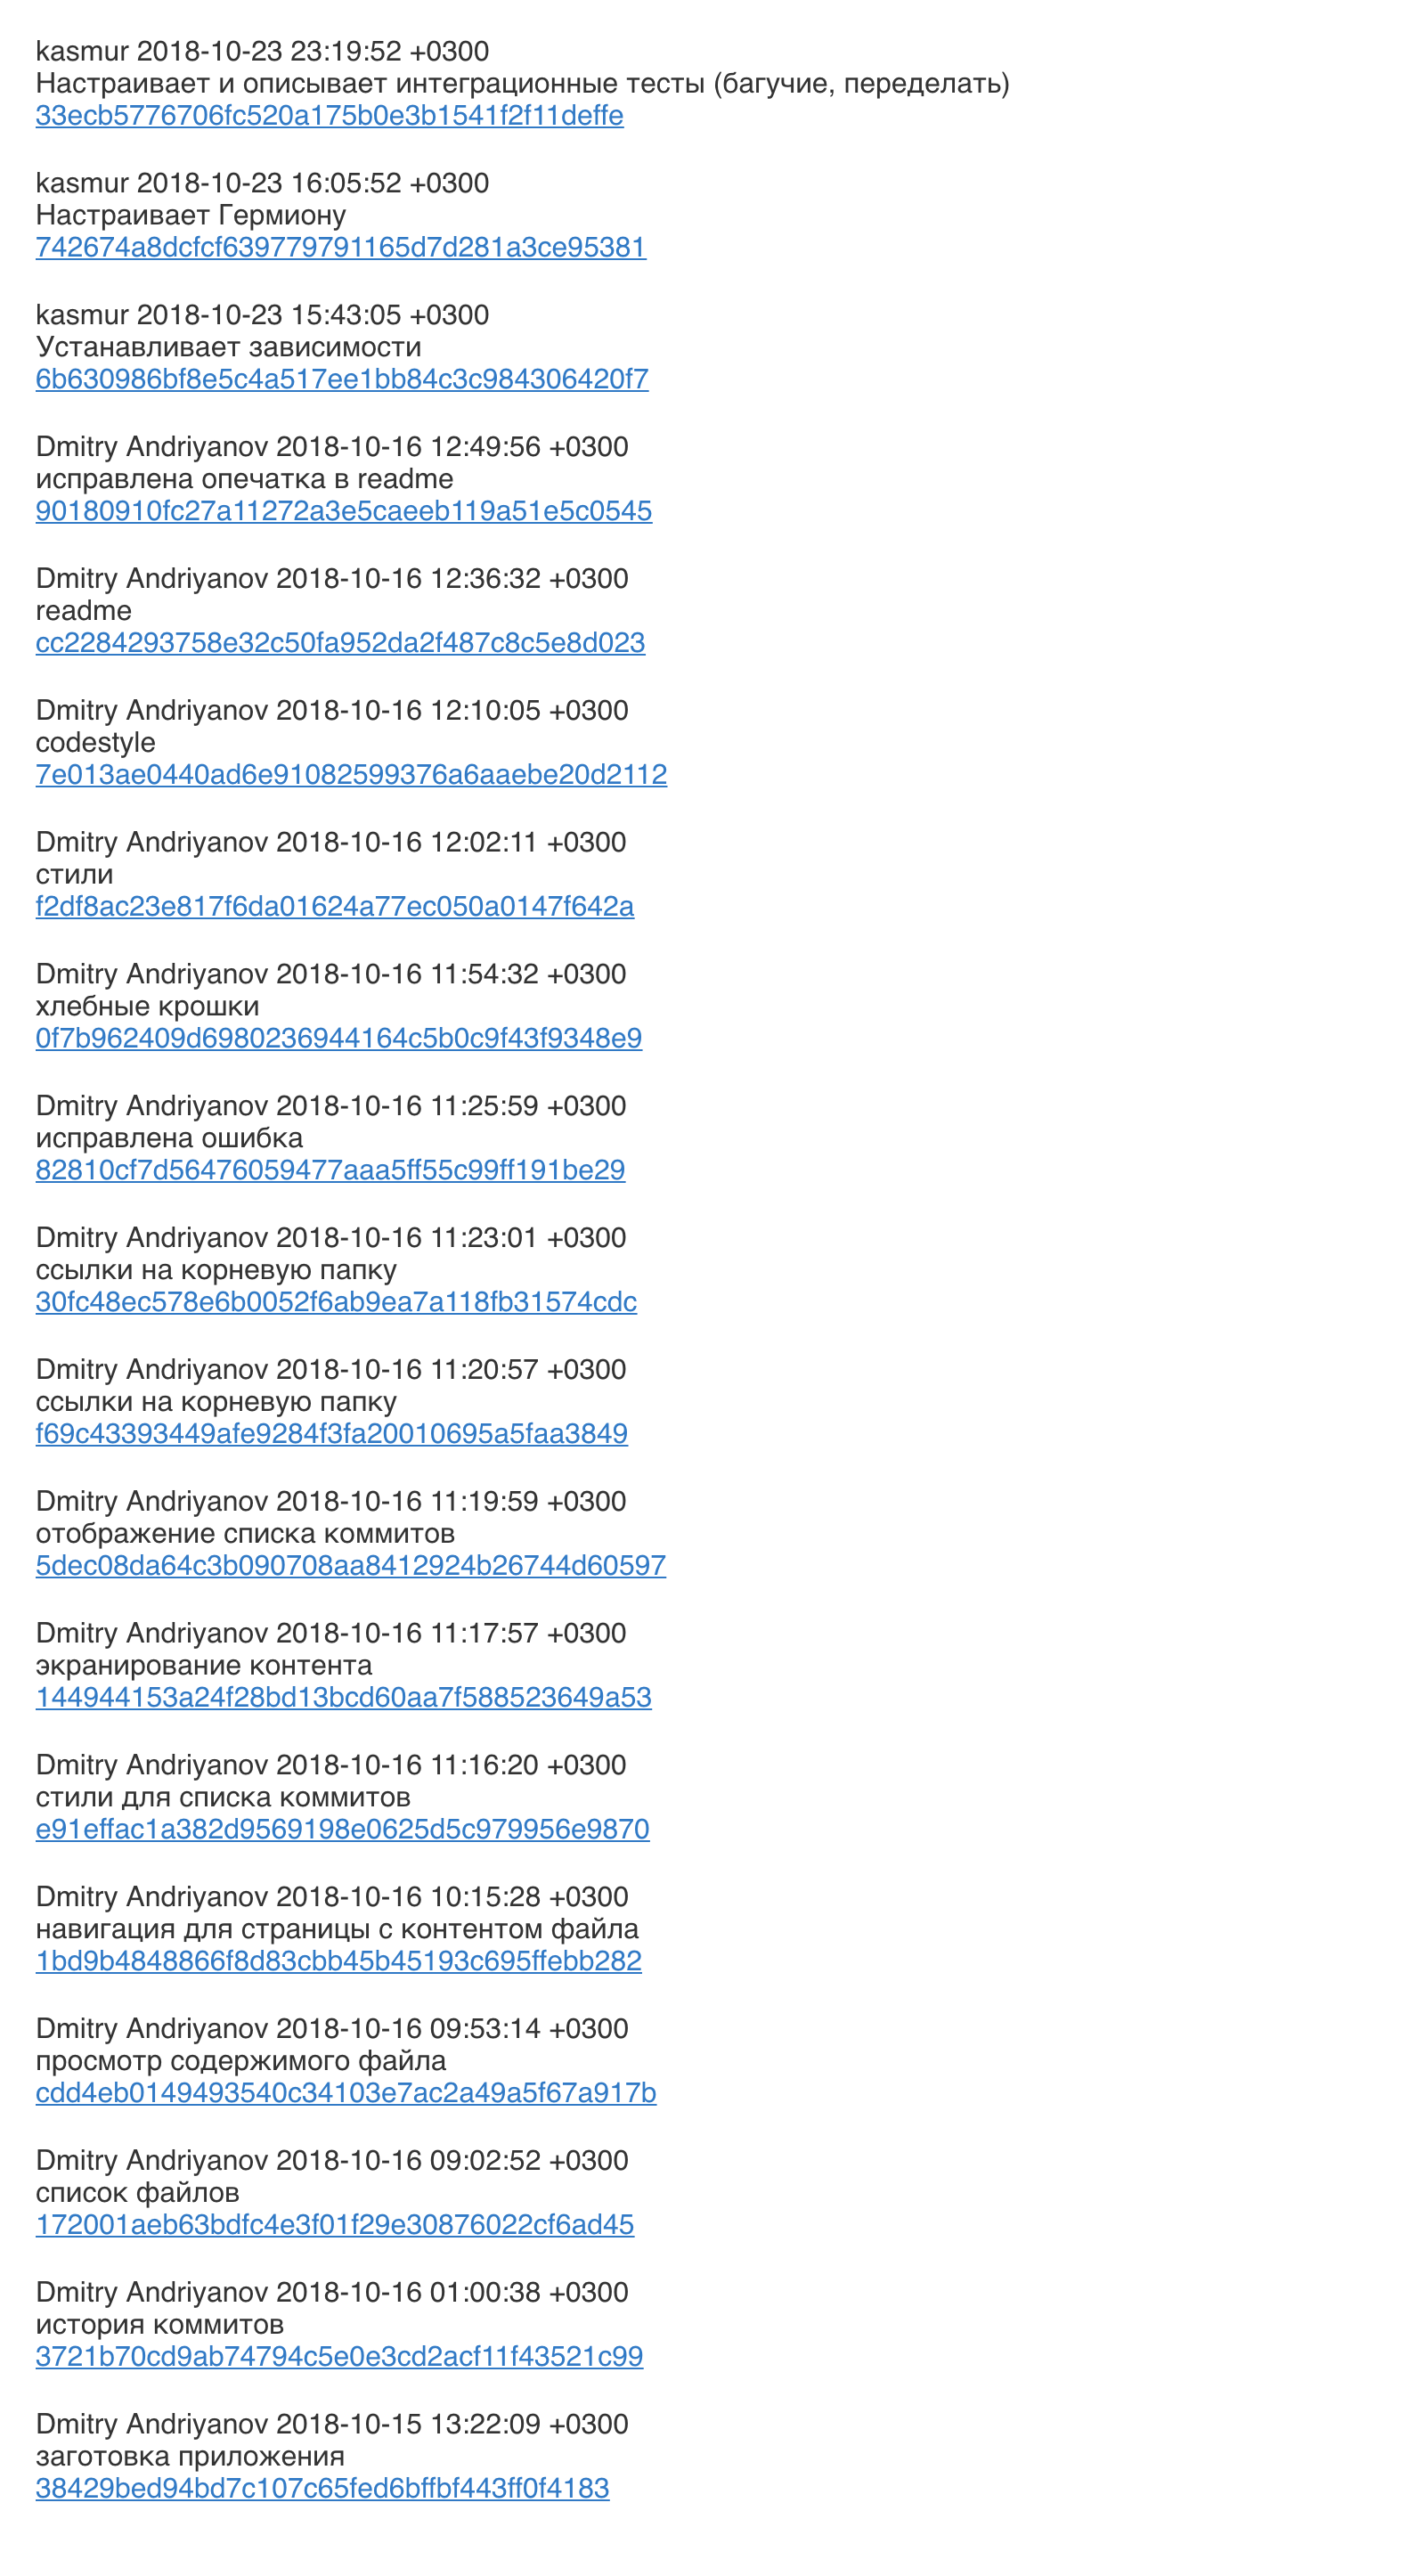 kasmur 2018-10-23 23:19:52 +0300
Настраивает и описывает интеграционные тесты (багучие, переделать)
33ecb5776706fc520a175b0e3b1541f2f11deffe
kasmur 2018-10-23 16:05:52 +0300
Настраивает Гермиону
742674a8dcfcf639779791165d7d281a3ce95381
kasmur 2018-10-23 15:43:05 +0300
Устанавливает зависимости
6b630986bf8e5c4a517ee1bb84c3c984306420f7
Dmitry Andriyanov 2018-10-16 12:49:56 +0300
исправлена опечатка в readme
90180910fc27a11272a3e5caeeb119a51e5c0545
Dmitry Andriyanov 2018-10-16 12:36:32 +0300
readme
cc2284293758e32c50fa952da2f487c8c5e8d023
Dmitry Andriyanov 2018-10-16 12:10:05 +0300
codestyle
7e013ae0440ad6e91082599376a6aaebe20d2112
Dmitry Andriyanov 2018-10-16 12:02:11 +0300
стили
f2df8ac23e817f6da01624a77ec050a0147f642a
Dmitry Andriyanov 2018-10-16 11:54:32 +0300
хлебные крошки
0f7b962409d6980236944164c5b0c9f43f9348e9
Dmitry Andriyanov 2018-10-16 11:25:59 +0300
исправлена ошибка
82810cf7d56476059477aaa5ff55c99ff191be29
Dmitry Andriyanov 2018-10-16 11:23:01 +0300
ссылки на корневую папку
30fc48ec578e6b0052f6ab9ea7a118fb31574cdc
Dmitry Andriyanov 2018-10-16 11:20:57 +0300
ссылки на корневую папку
f69c43393449afe9284f3fa20010695a5faa3849
Dmitry Andriyanov 2018-10-16 11:19:59 +0300
отображение списка коммитов
5dec08da64c3b090708aa8412924b26744d60597
Dmitry Andriyanov 2018-10-16 11:17:57 +0300
экранирование контента
144944153a24f28bd13bcd60aa7f588523649a53
Dmitry Andriyanov 2018-10-16 11:16:20 +0300
стили для списка коммитов
e91effac1a382d9569198e0625d5c979956e9870
Dmitry Andriyanov 2018-10-16 10:15:28 +0300
навигация для страницы с контентом файла
1bd9b4848866f8d83cbb45b45193c695ffebb282
Dmitry Andriyanov 2018-10-16 09:53:14 +0300
просмотр содержимого файла
cdd4eb0149493540c34103e7ac2a49a5f67a917b
Dmitry Andriyanov 2018-10-16 09:02:52 +0300
список файлов
172001aeb63bdfc4e3f01f29e30876022cf6ad45
Dmitry Andriyanov 2018-10-16 01:00:38 +0300
история коммитов
3721b70cd9ab74794c5e0e3cd2acf11f43521c99
Dmitry Andriyanov 2018-10-15 13:22:09 +0300
заготовка приложения
38429bed94bd7c107c65fed6bffbf443ff0f4183